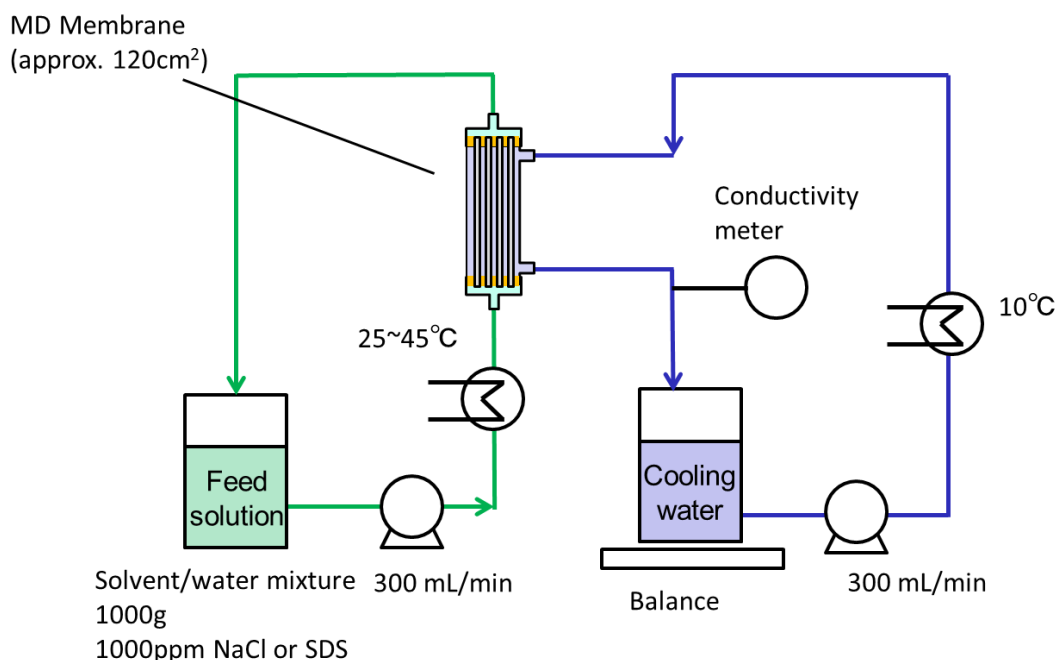 MD Membrane
(approx. 120cm²)
Conductivity
meter
10℃
25~45℃
Feed
solution
Cooling
water
Solvent/water mixture
1000g
1000ppm NaCl or SDS
300 mL/min
Balance
300 mL/min